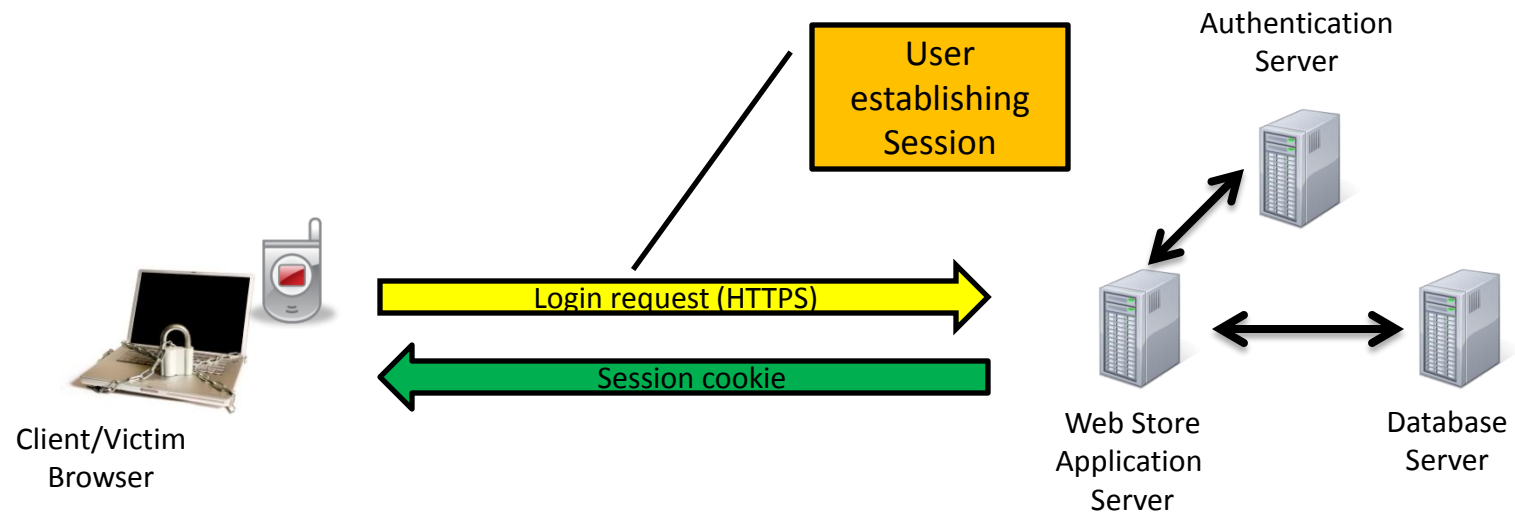 User
establishing
Session
Authentication
Server
Login request (HTTPS)
Session cookie
Client/Victim
Browser
Web Store
Application
Server
Database
Server